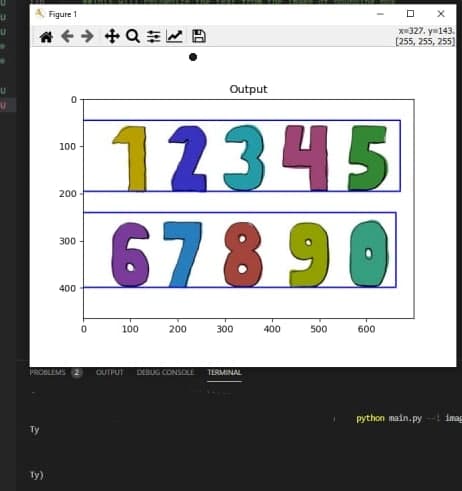 Figure 1
x=327. y=143.
[255, 255, 255]
Output
0
100
200
300
400
1 2 3 4 5
6 7 8 9 0
0 100 200 300 400 500 600
PROBLEMS 2 OUTPUT DEBUG CONSOLE TERMINAL
python main.py --i imag
Ty
Ty)